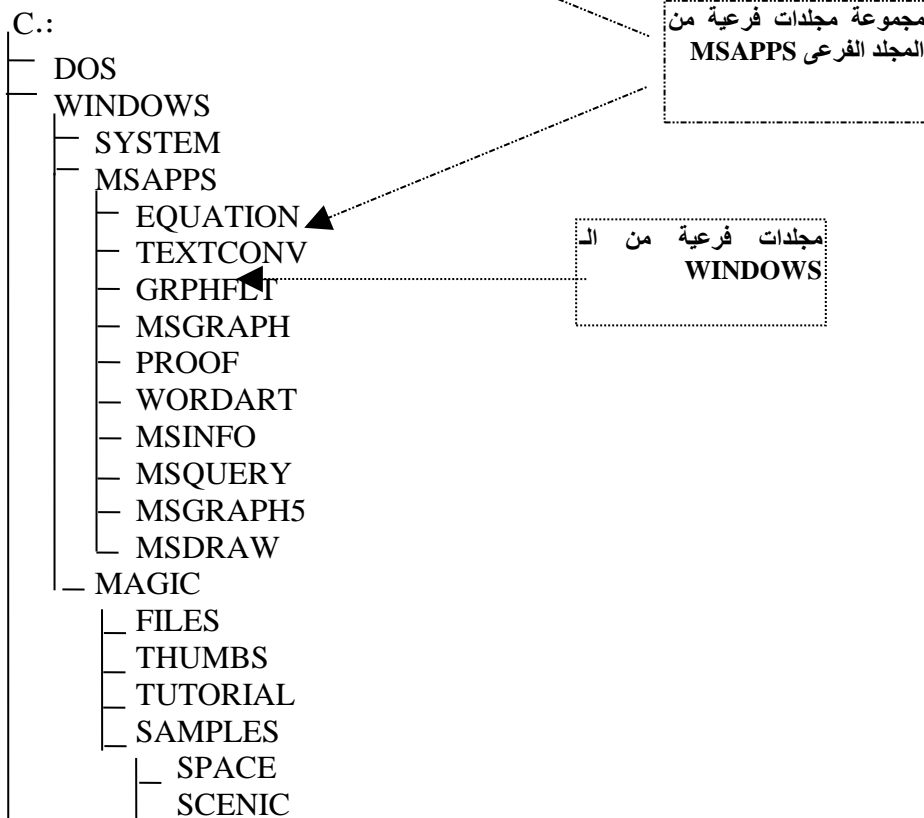 C.:
DOS
WINDOWS
SYSTEM
MSAPPS
EQUATION
TEXTCONV
GRPHFLT
MSGRAPH
PROOF
WORDART
MSINFO
MSQUERY
MSGRAPH5
MSDRAW
MAGIC
FILES
THUMBS
TUTORIAL
SAMPLES
SPACE
SCENIC
مجموعة مجلدات فرعية من
المجلد الفرعى MSAPPS
مجلدات فرعية من الـ
WINDOWS